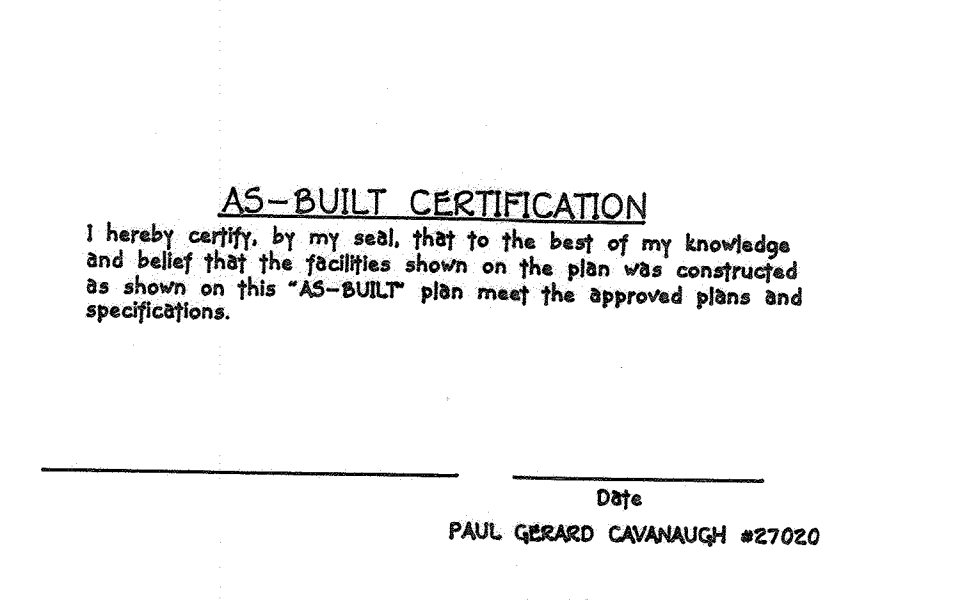 AS-BUILT CERTIFICATION
I hereby certify, by my seal, that to the best of my knowledge
and belief that the facilities shown on the plan was constructed
as shown on this "AS-BUILT" plan meet the approved plans and
specifications.
Date
PAUL GERARD CAVANAUGH #27020